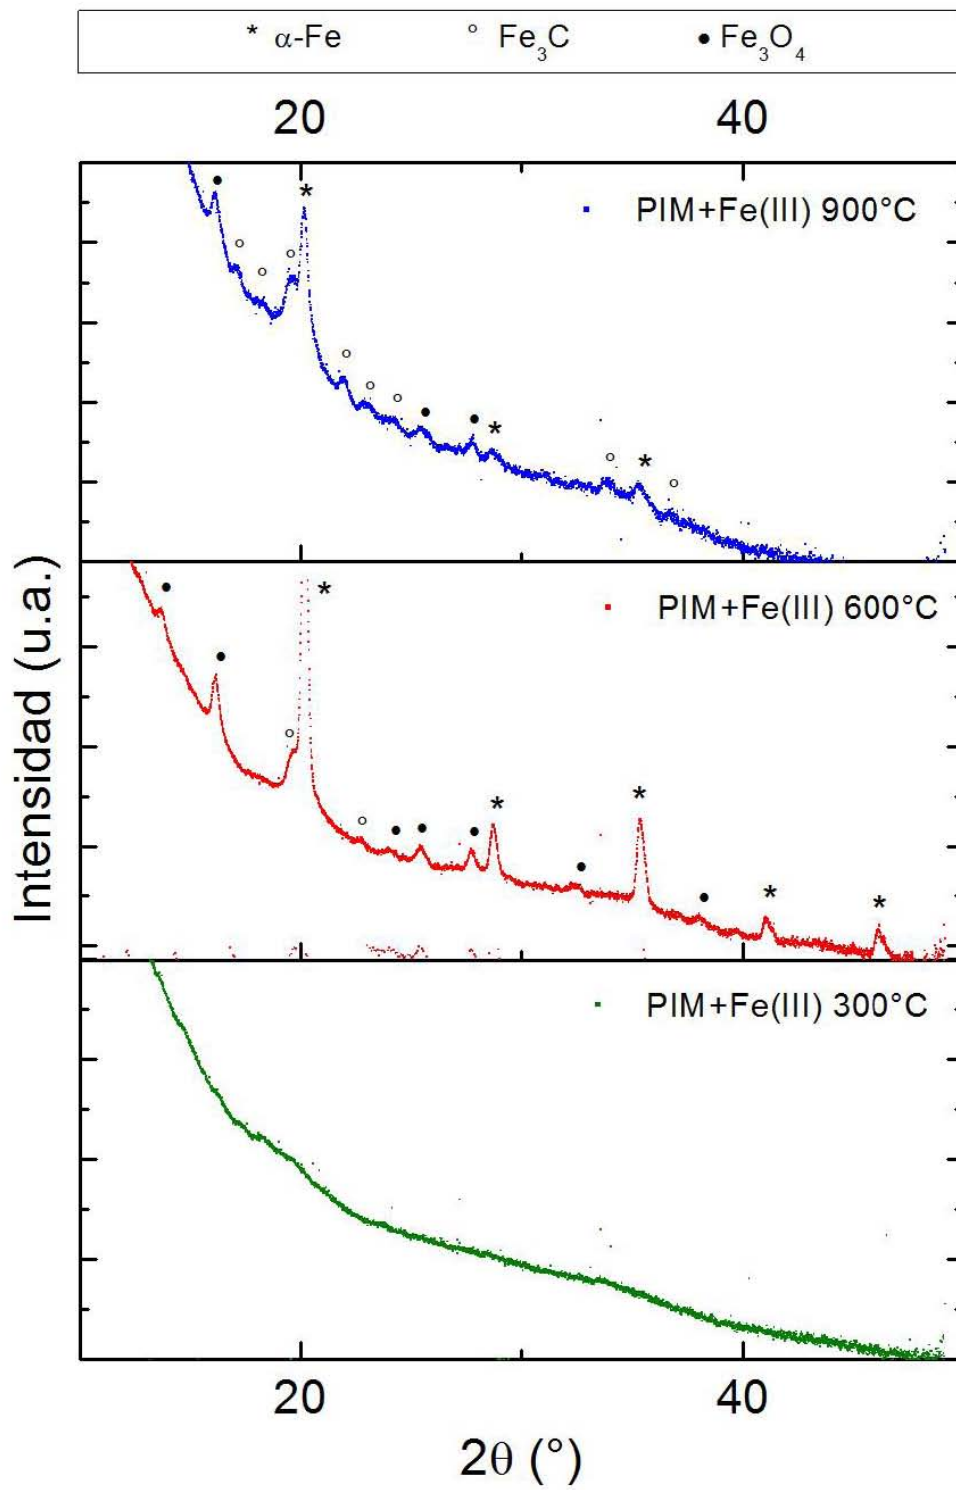 * α-Fe ° Fe₃C ● Fe₃O₄
20 40
PIM+Fe(III) 900°C
PIM+Fe(III) 600°C
PIM+Fe(III) 300°C
Intensidad (u.a.)
20 40
2θ (°)